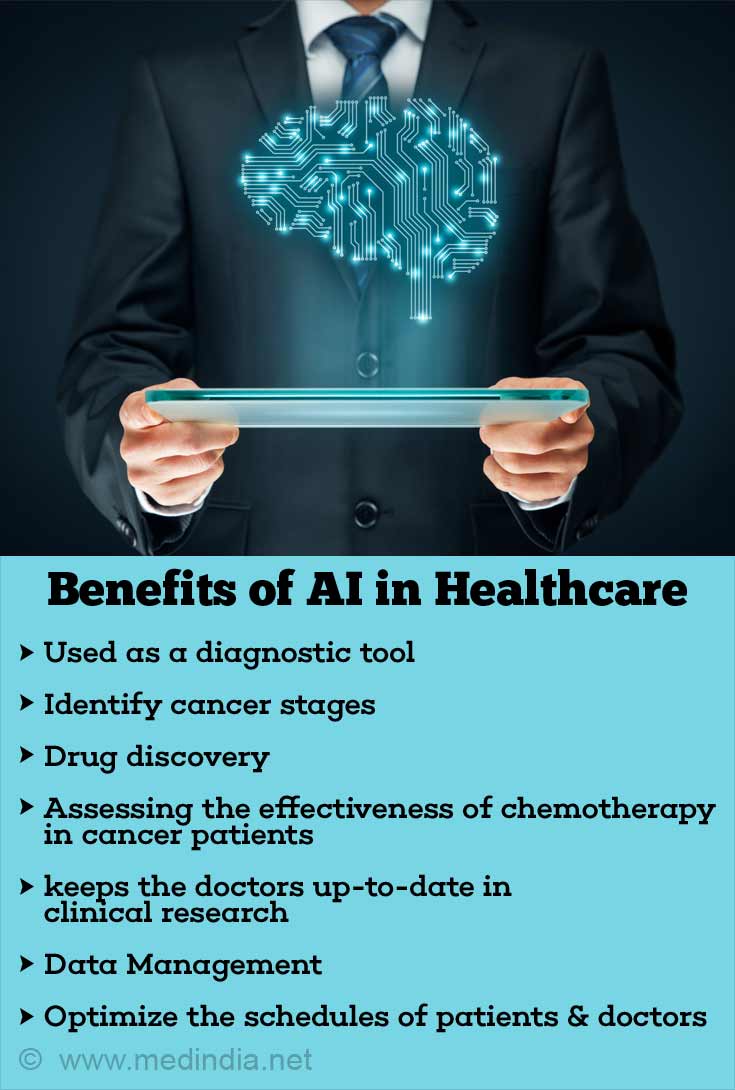 Benefits of AI in Healthcare
Used as a diagnostic tool
Identify cancer stages
Drug discovery
Assessing the effectiveness of chemotherapy
in cancer patients
keeps the doctors up-to-date in
clinical research
Data Management
Optimize the schedules of patients & doctors
© www.medindia.net